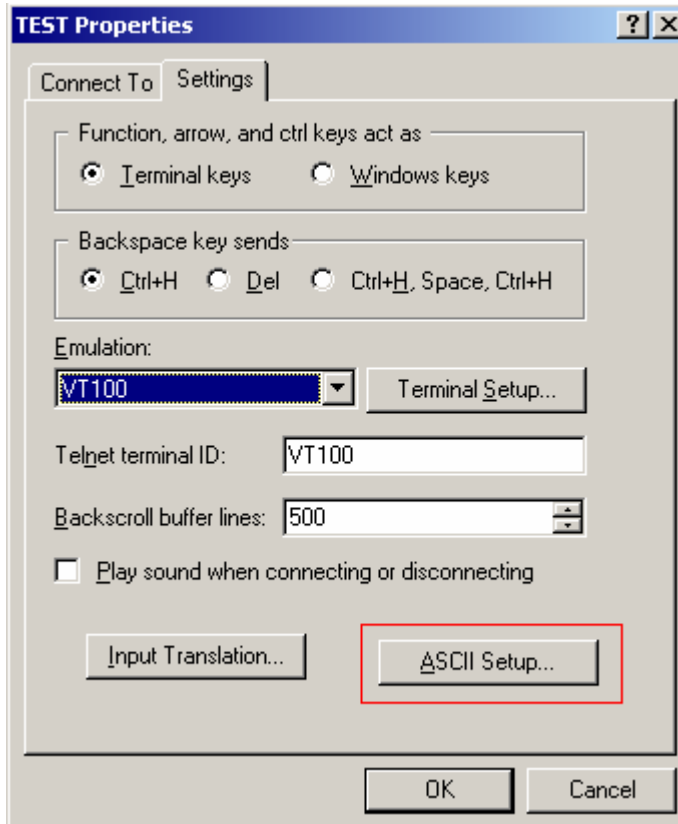 TEST Properties
Connect To Settings
Function, arrow, and ctrl keys act as
Terminal keys Windows keys
Backspace key sends
Ctrl+H Del Ctrl+H, Space, Ctrl+H
Emulation:
VT100 Terminal Setup...
Telnet terminal ID: VT100
Backscroll buffer lines: 500
Play sound when connecting or disconnecting
Input Translation... ASCII Setup...
OK Cancel